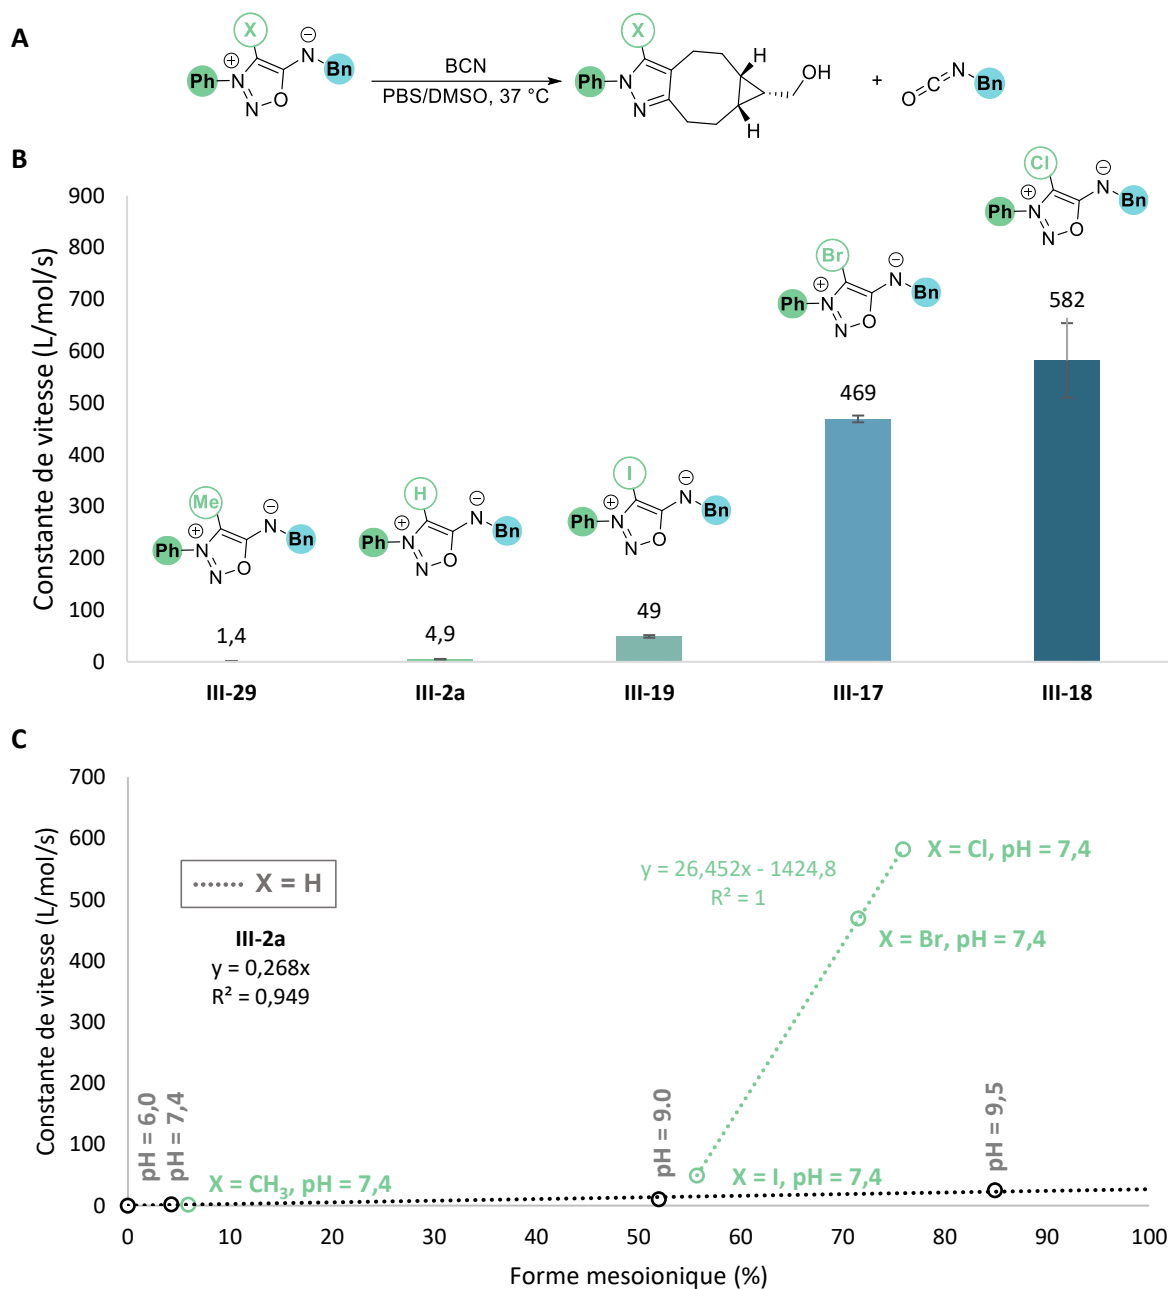 A
X
N
⊖
Ph
⊕
N
Bn
N
O
BCN
PBS/DMSO, 37 °C
X
Ph
N
N
H
H
OH
+
O
C
N
Bn
B
Constante de vitesse (L/mol/s)
900
800
700
600
500
400
300
200
100
0
Me
⊖
N
⊕
Ph
N
Bn
N
O
1,4
III-29
H
⊖
N
⊕
Ph
N
Bn
N
O
4,9
III-2a
I
⊖
N
⊕
Ph
N
Bn
N
O
49
III-19
Br
⊖
N
⊕
Ph
N
Bn
N
O
469
III-17
Cl
⊖
N
⊕
Ph
N
Bn
N
O
582
III-18
C
Constante de vitesse (L/mol/s)
700
600
500
400
300
200
100
0
X = H
III-2a
y = 0,268x
R² = 0,949
y = 26,452x - 1424,8
R² = 1
X = Cl, pH = 7,4
X = Br, pH = 7,4
X = I, pH = 7,4
X = CH₃, pH = 7,4
pH = 6,0
pH = 7,4
pH = 9.0
pH = 9,5
0 10 20 30 40 50 60 70 80 90 100
Forme mesoionique (%)